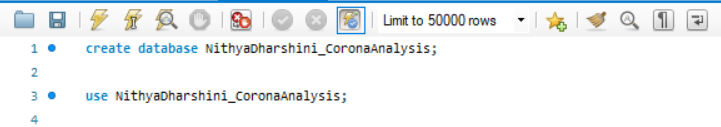 Limit to 50000 rows
1 create database NithyaDharshini_CoronaAnalysis;
2
3 use NithyaDharshini_CoronaAnalysis;
4